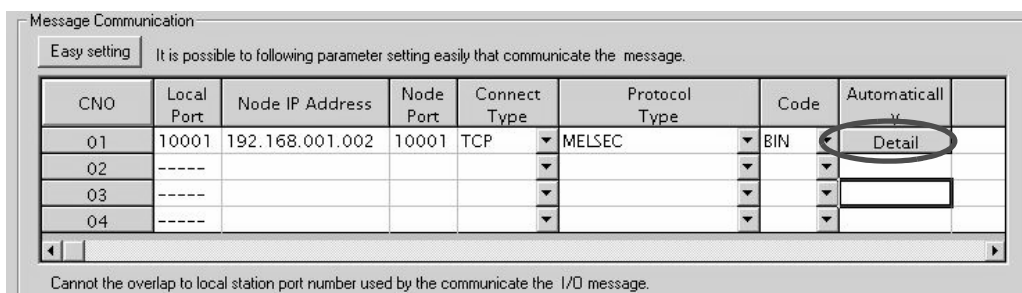 Message Communication
Easy setting It is possible to following parameter setting easily that communicate the message.
CNO Local Port Node IP Address Node Port Connect Type Protocol Type Code Automaticall y
01 10001 192.168.001.002 10001 TCP MELSEC BIN Detail
02 -----
03 -----
04 -----
Cannot the overlap to local station port number used by the communicate the I/O message.